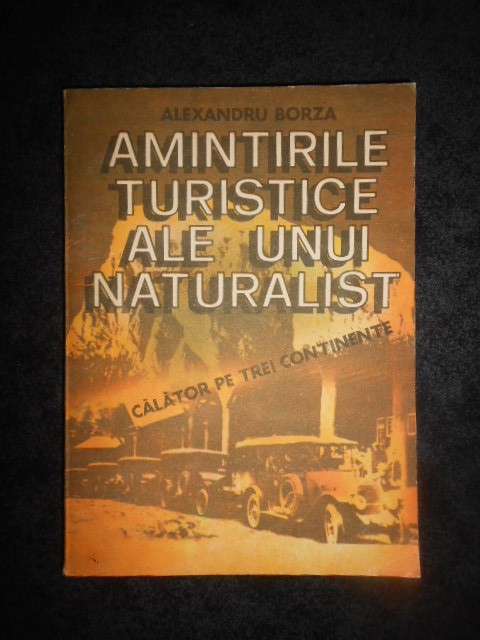 ALEXANDRU BORZA
AMINTIRILE
TURISTICE
ALE UNUI
NATURALIST
CĂLĂTOR PE TREI CONTINENTE